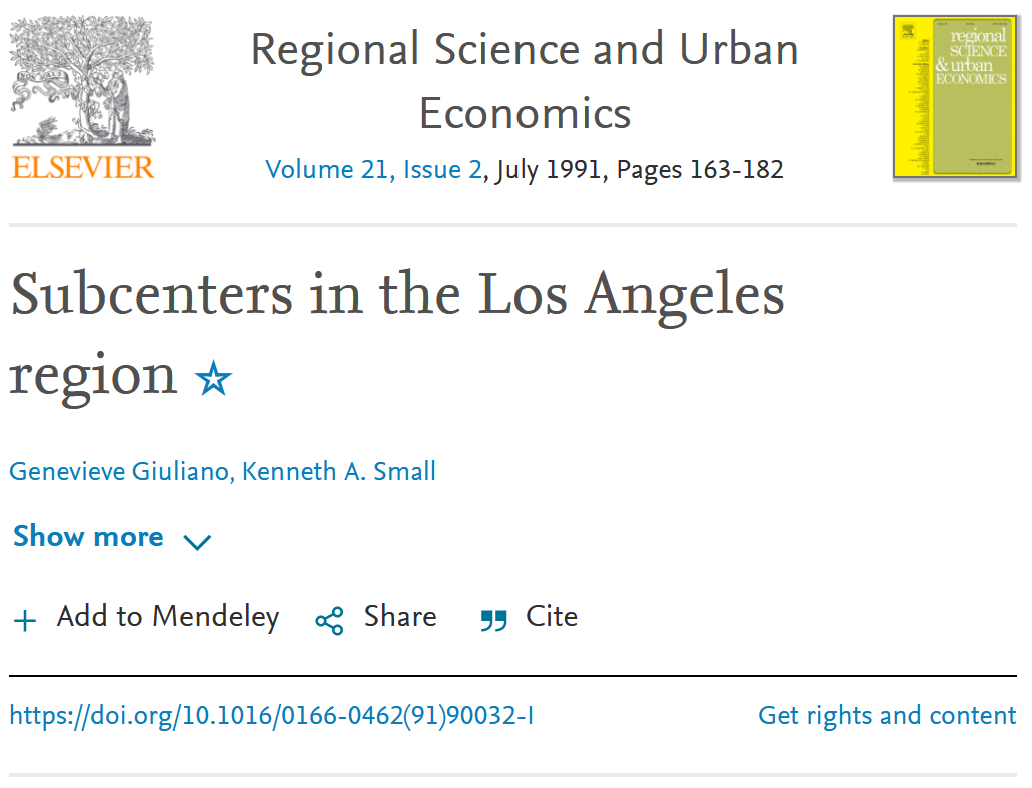 ELSEVIER
Regional Science and Urban
Economics
Volume 21, Issue 2, July 1991, Pages 163-182
regional
SCIENCE
& urban
ECONOMICS
Subcenters in the Los Angeles
region ☆
Genevieve Giuliano, Kenneth A. Small
Show more
Add to Mendeley
Share
Cite
https://doi.org/10.1016/0166-0462(91)90032-I
Get rights and content